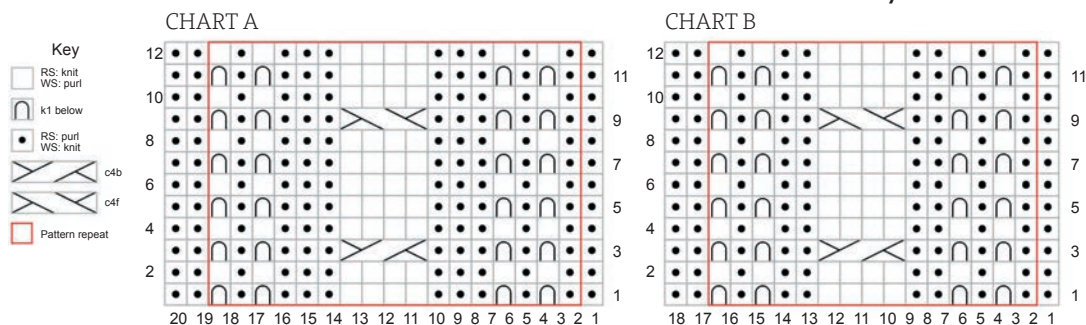 CHART A
CHART B
Key
RS: knit
WS: purl
k1 below
RS: purl
WS: knit
c4b
c4f
Pattern repeat
12
11
10
9
8
7
6
5
4
3
2
1
20 19 18 17 16 15 14 13 12 11 10 9 8 7 6 5 4 3 2 1
12
11
10
9
8
7
6
5
4
3
2
1
18 17 16 15 14 13 12 11 10 9 8 7 6 5 4 3 2 1